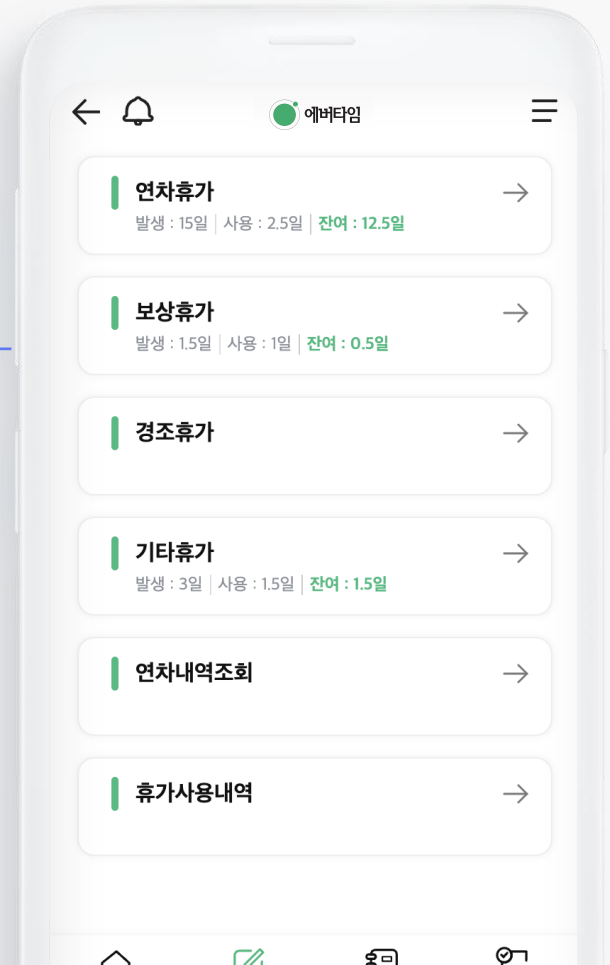 에버타임
연차휴가
발생 : 15일 | 사용 : 2.5일 | 잔여 : 12.5일
보상휴가
발생 : 1.5일 | 사용 : 1일 | 잔여 : 0.5일
경조휴가
기타휴가
발생 : 3일 | 사용 : 1.5일 | 잔여 : 1.5일
연차내역조회
휴가사용내역